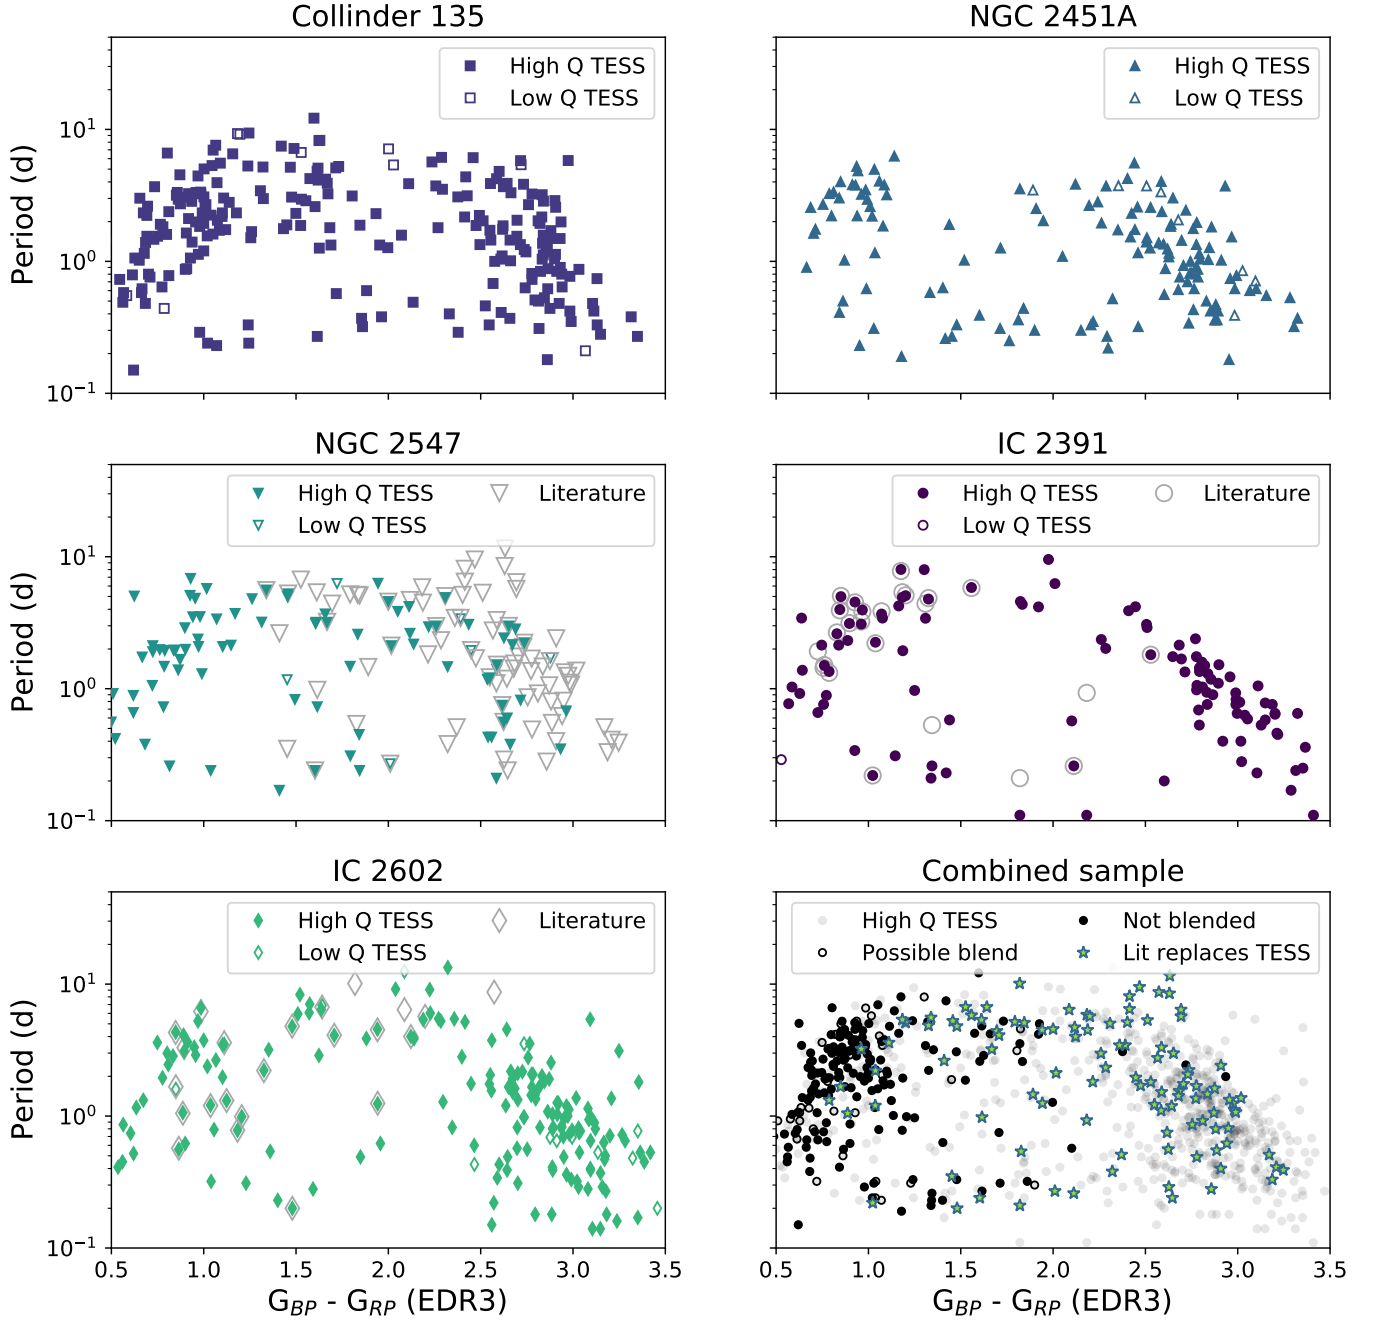 Collinder 135
High Q TESS
Low Q TESS
10¹
10⁰
10⁻¹
Period (d)
NGC 2451A
High Q TESS
Low Q TESS
NGC 2547
High Q TESS
Low Q TESS
Literature
10¹
10⁰
10⁻¹
Period (d)
IC 2391
High Q TESS
Low Q TESS
Literature
IC 2602
High Q TESS
Low Q TESS
Literature
10¹
10⁰
10⁻¹
Period (d)
0.5 1.0 1.5 2.0 2.5 3.0 3.5
G_BP - G_RP (EDR3)
Combined sample
High Q TESS
Possible blend
Not blended
Lit replaces TESS
0.5 1.0 1.5 2.0 2.5 3.0 3.5
G_BP - G_RP (EDR3)